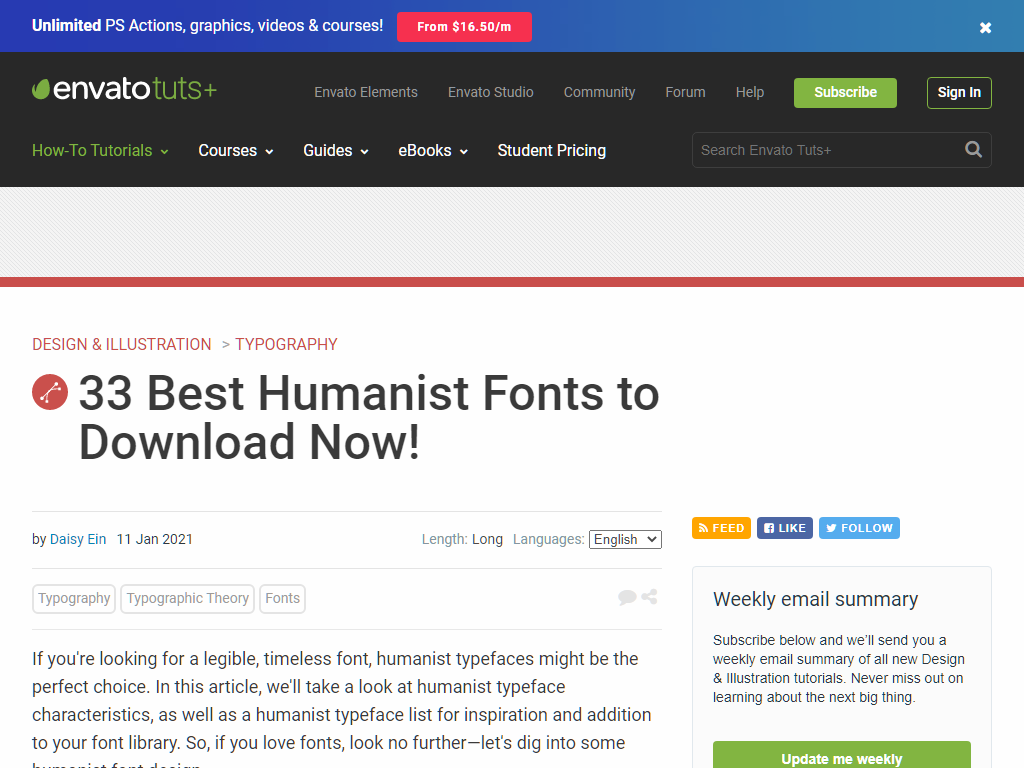 Unlimited PS Actions, graphics, videos & courses! From $16.50/m
envato tuts+ Envato Elements Envato Studio Community Forum Help Subscribe Sign In
How-To Tutorials Courses Guides eBooks Student Pricing Search Envato Tuts+
DESIGN & ILLUSTRATION > TYPOGRAPHY
33 Best Humanist Fonts to
Download Now!
by Daisy Ein 11 Jan 2021 Length: Long Languages: English
Typography Typographic Theory Fonts
If you're looking for a legible, timeless font, humanist typefaces might be the
perfect choice. In this article, we'll take a look at humanist typeface
characteristics, as well as a humanist typeface list for inspiration and addition
to your font library. So, if you love fonts, look no further—let's dig into some
humanist font design.
FEED LIKE FOLLOW
Weekly email summary
Subscribe below and we'll send you a
weekly email summary of all new Design
& Illustration tutorials. Never miss out on
learning about the next big thing.
Update me weekly